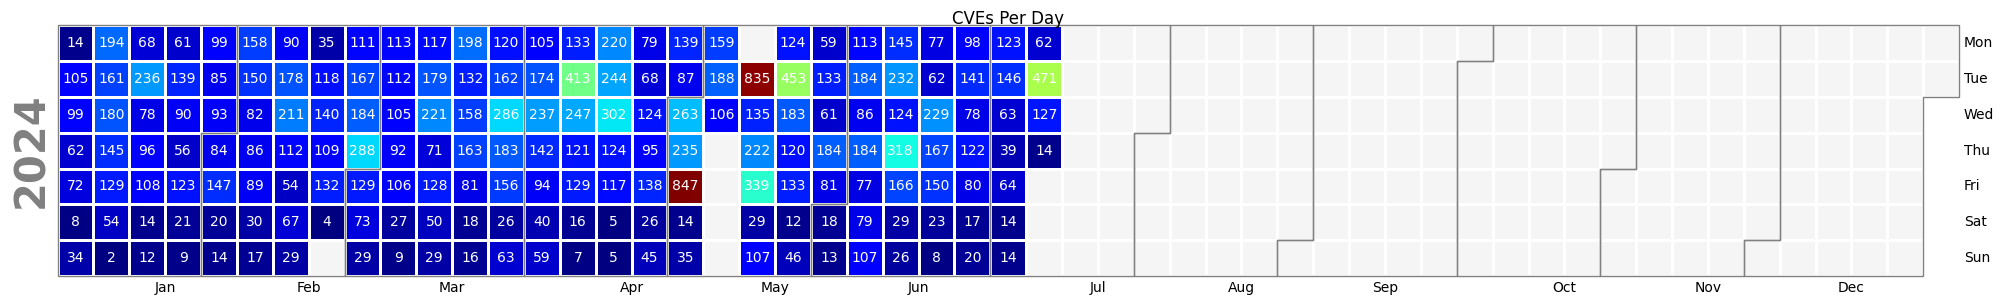 CVEs Per Day
14 194 68 61 99 158 90 35 111 113 117 198 120 105 133 220 79 139 159 124 59 113 145 77 98 123 62 Mon
105 161 236 139 85 150 178 118 167 112 179 132 162 174 413 244 68 87 188 835 453 133 184 232 62 141 146 471 Tue
99 180 78 90 93 82 211 140 184 105 221 158 286 237 247 302 124 263 106 135 183 61 86 124 229 78 63 127 Wed
62 145 96 56 84 86 112 109 288 92 71 163 183 142 121 124 95 235 222 120 184 184 318 167 122 39 14 Thu
72 129 108 123 147 89 54 132 129 106 128 81 156 94 129 117 138 847 339 133 81 77 166 150 80 64 Fri
8 54 14 21 20 30 67 4 73 27 50 18 26 40 16 5 26 14 29 12 18 79 29 23 17 14 Sat
34 2 12 9 14 17 29 29 9 29 16 63 59 7 5 45 35 107 46 13 107 26 8 20 14 Sun
2024
Jan Feb Mar Apr May Jun Jul Aug Sep Oct Nov Dec